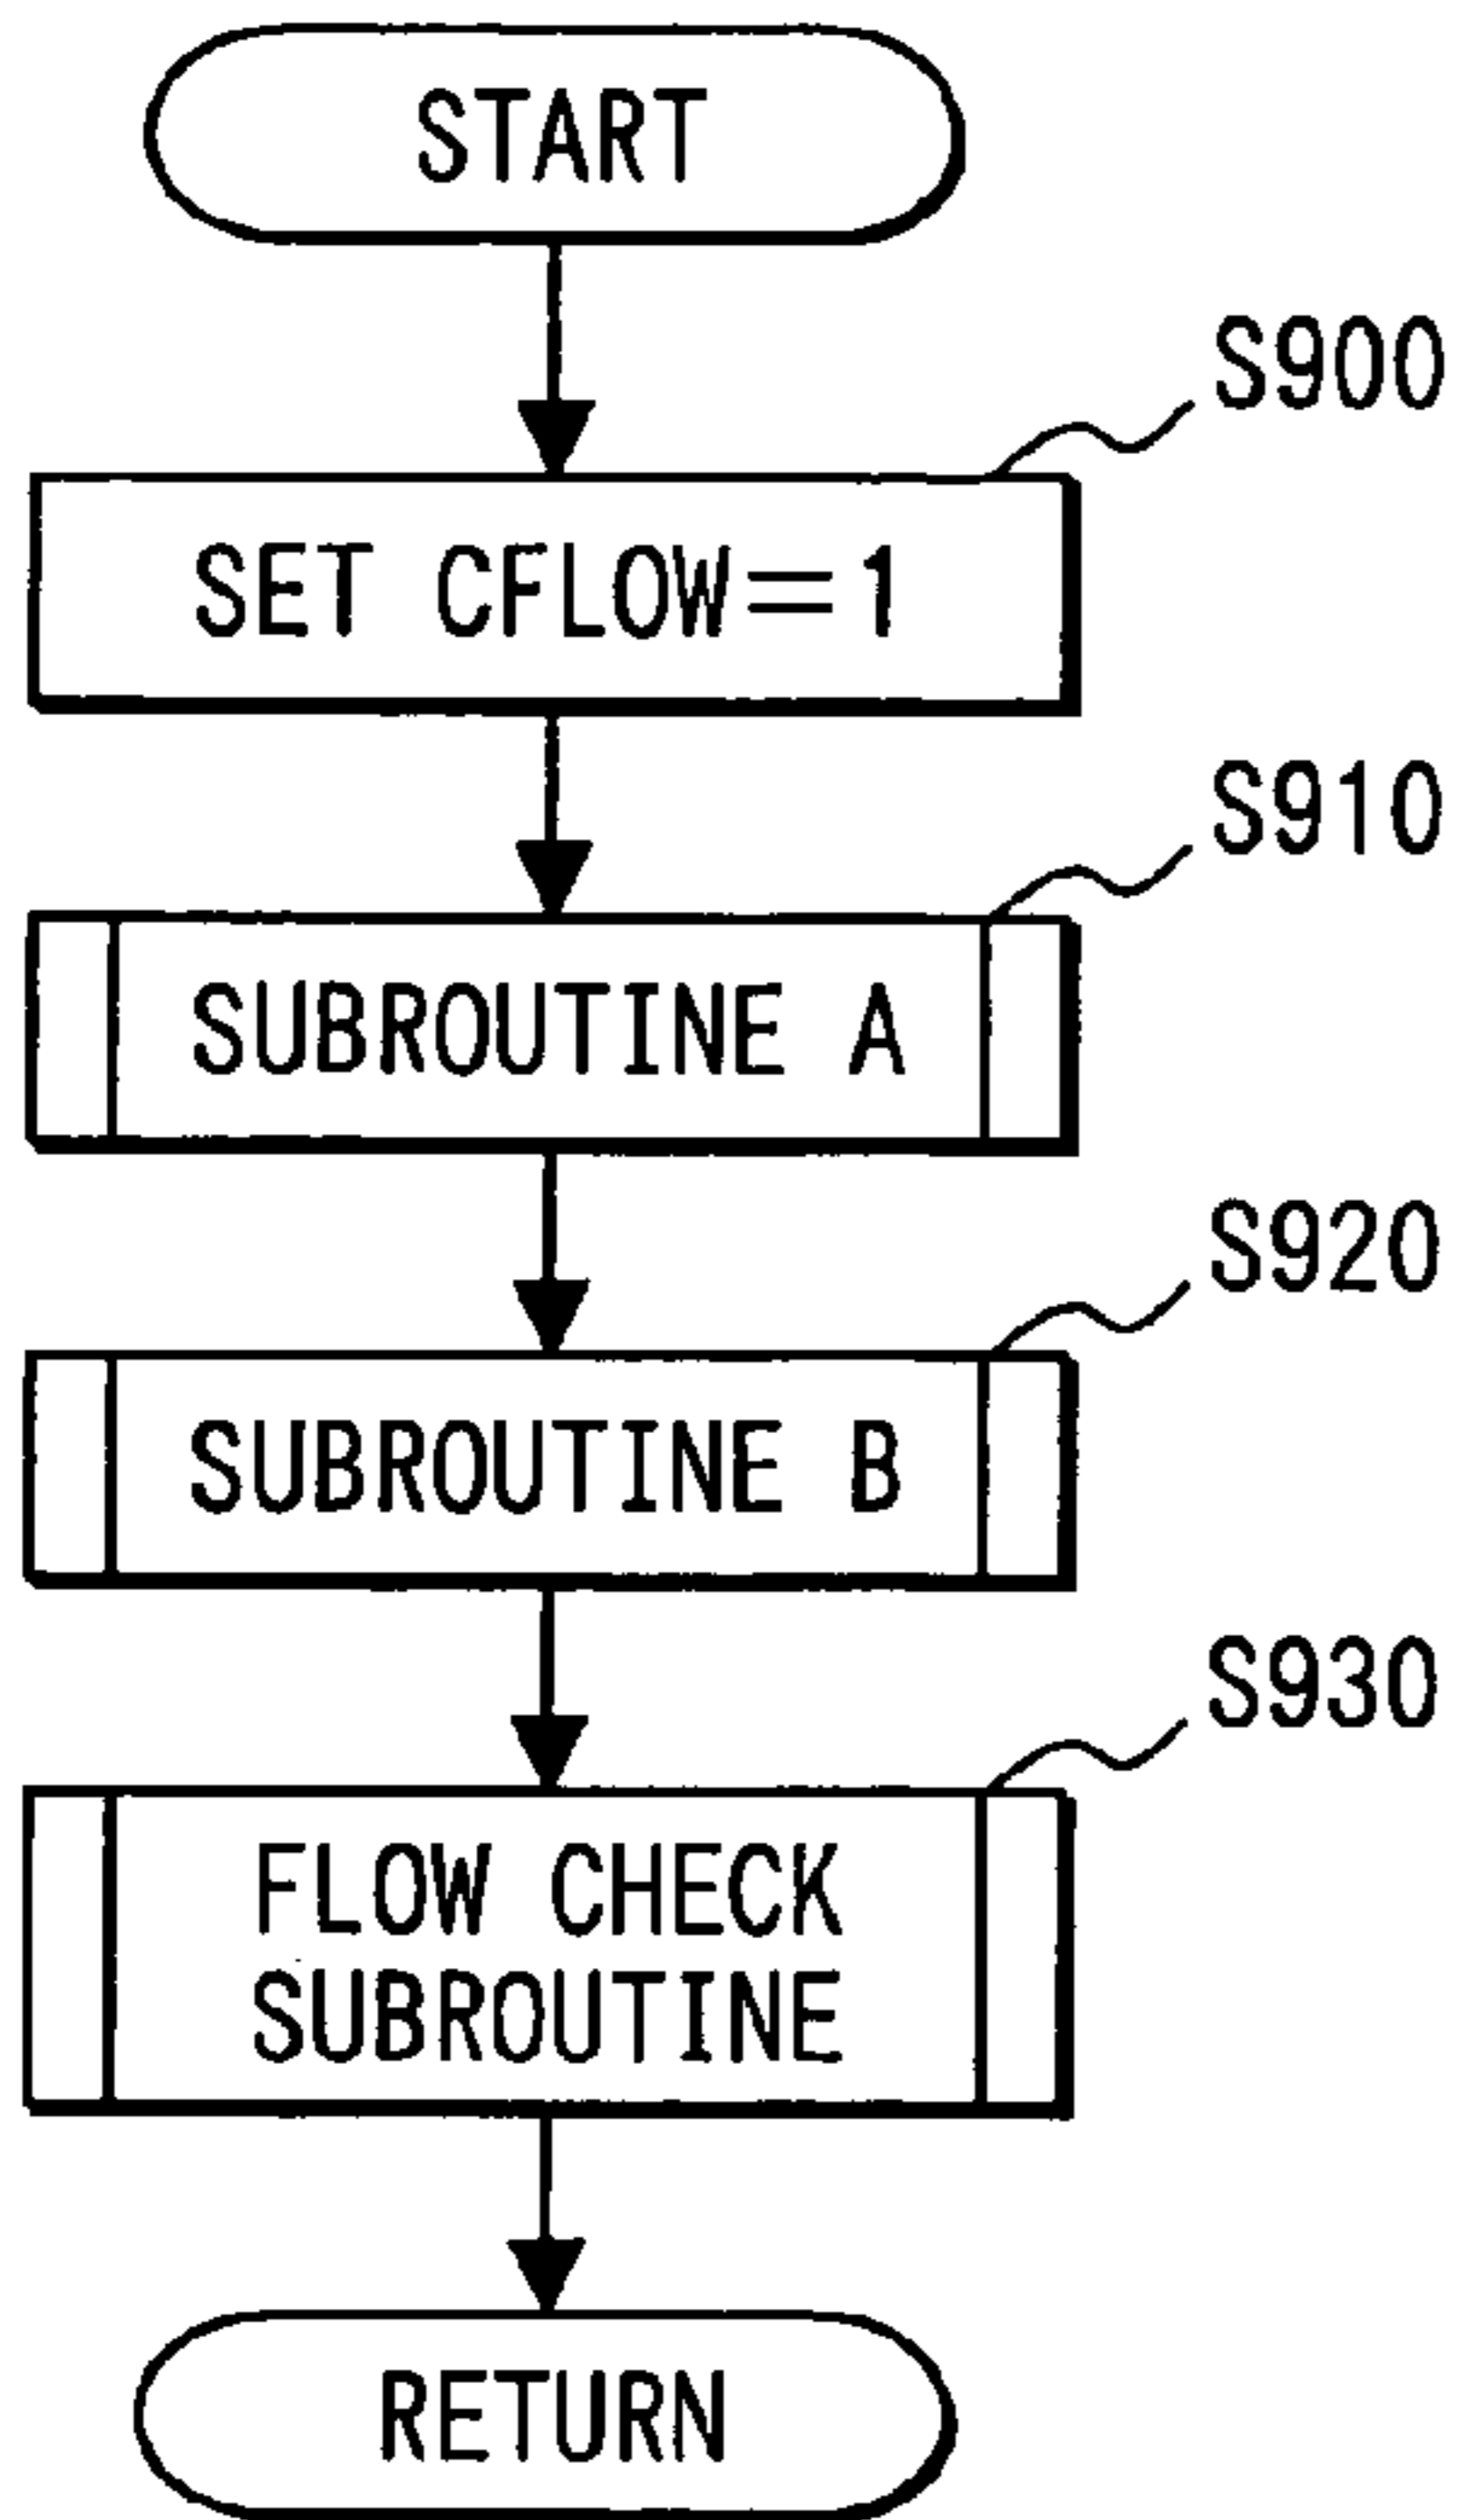 START
S900
SET CFLOW=1
S910
SUBROUTINE A
S920
SUBROUTINE B
S930
FLOW CHECK
SUBROUTINE
RETURN